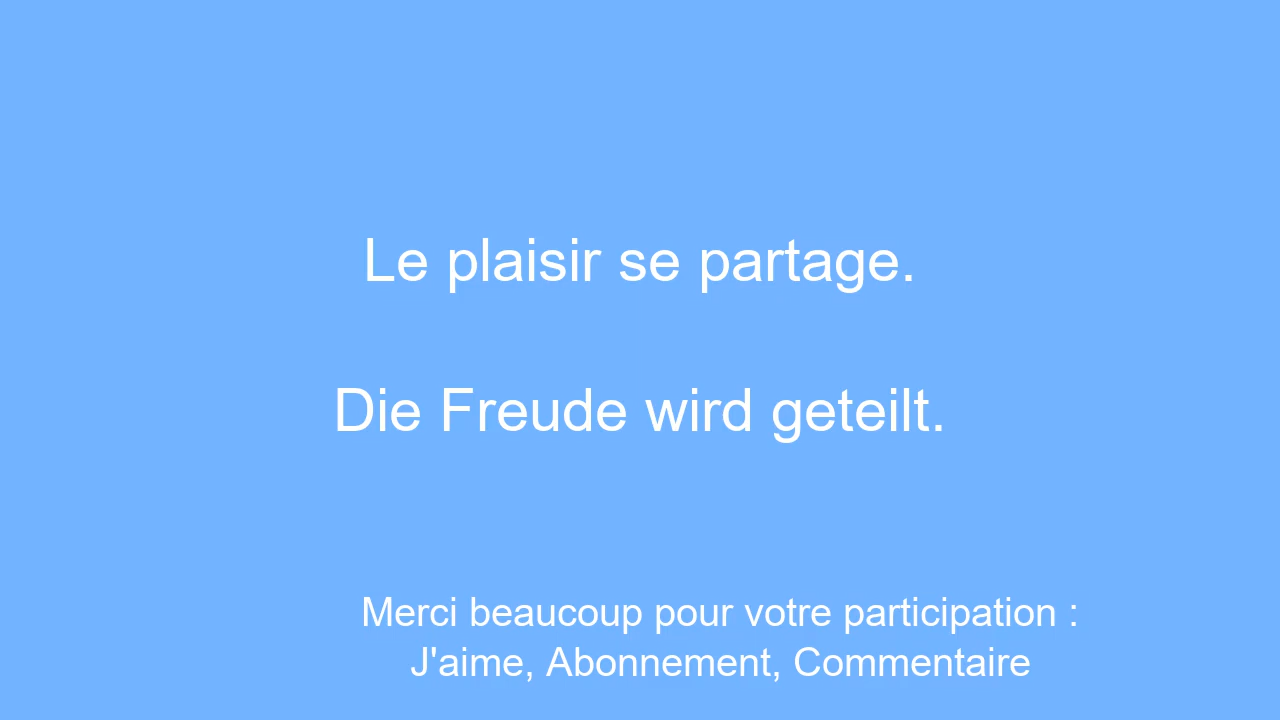 Le plaisir se partage.
Die Freude wird geteilt.
Merci beaucoup pour votre participation :
J'aime, Abonnement, Commentaire